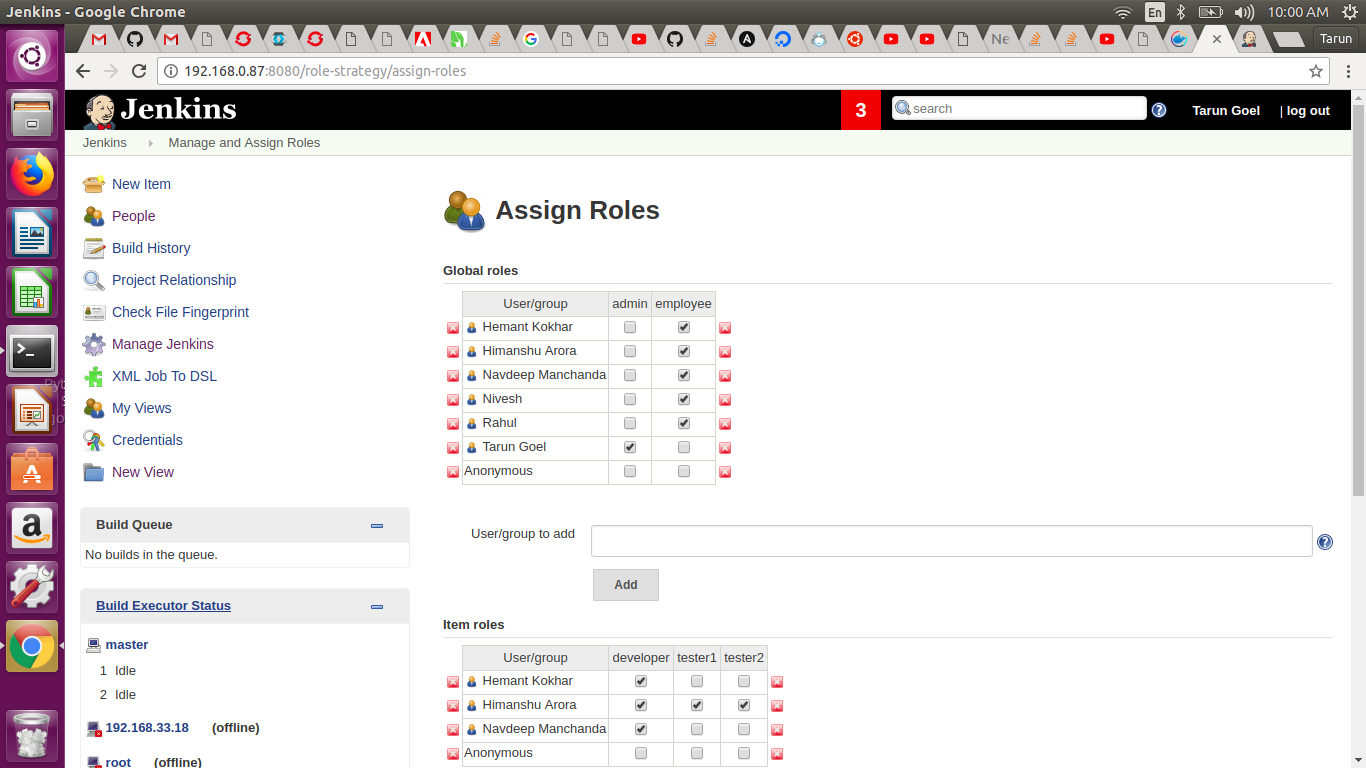 Jenkins - Google Chrome
En
10:00 AM
Ne
Tarun
192.168.0.87:8080/role-strategy/assign-roles
Jenkins
3
search
Tarun Goel
| log out
Jenkins
Manage and Assign Roles
New Item
People
Build History
Project Relationship
Check File Fingerprint
Manage Jenkins
XML Job To DSL
My Views
Credentials
New View
Build Queue
No builds in the queue.
Build Executor Status
master
1 Idle
2 Idle
192.168.33.18 (offline)
root (offline)
Assign Roles
Global roles
User/group admin employee
Hemant Kokhar
Himanshu Arora
Navdeep Manchanda
Nivesh
Rahul
Tarun Goel
Anonymous
User/group to add
Add
Item roles
User/group developer tester1 tester2
Hemant Kokhar
Himanshu Arora
Navdeep Manchanda
Anonymous